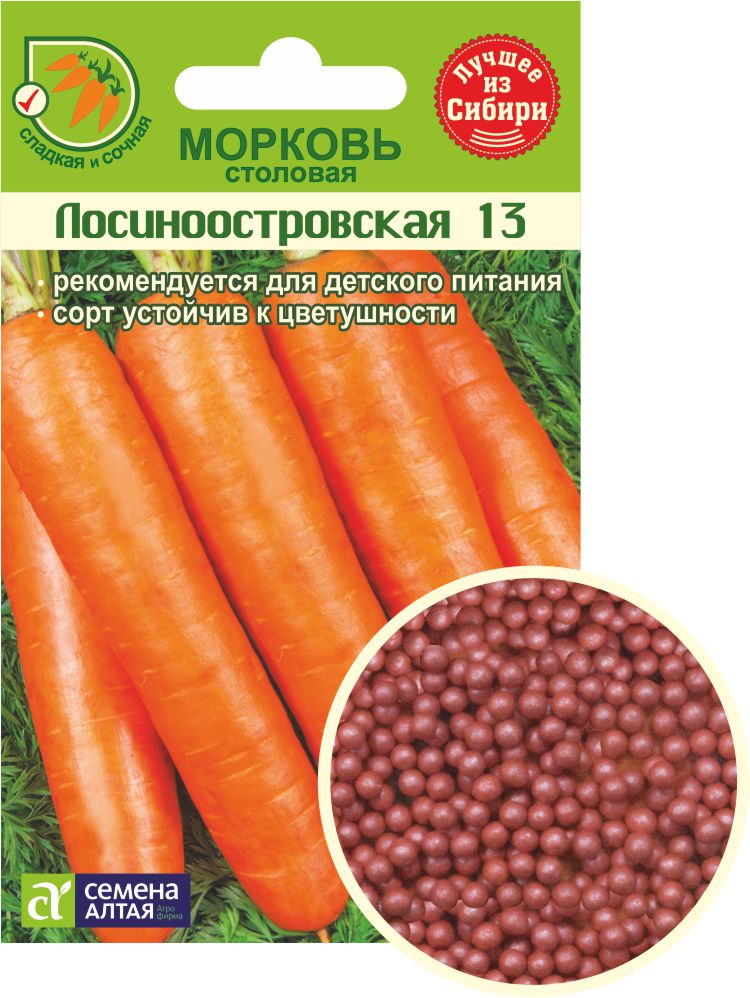 сладкая и сочная
Лучшее
из
Сибири
МОРКОВЬ
столовая
Лосиноостровская 13
• рекомендуется для детского питания
• сорт устойчив к цветушности
семена
АЛТАЯ
Агро
фирма